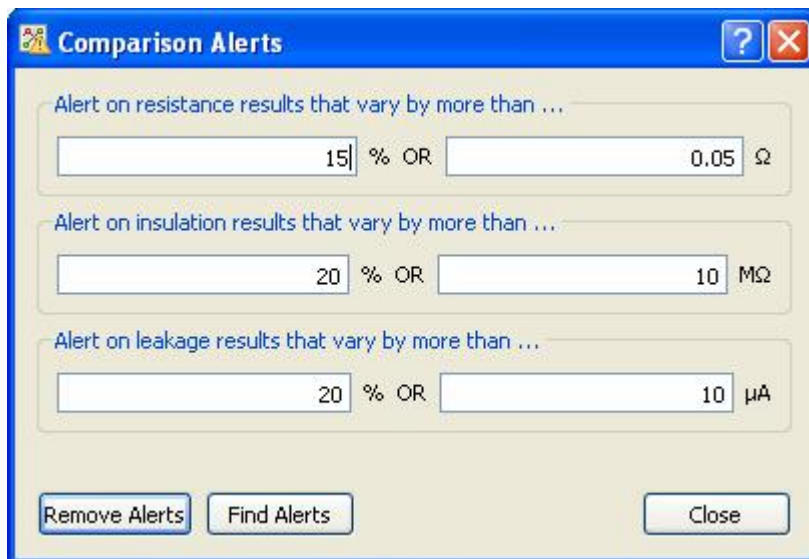 Comparison Alerts
Alert on resistance results that vary by more than ...
15 % OR 0.05 Ω
Alert on insulation results that vary by more than ...
20 % OR 10 MΩ
Alert on leakage results that vary by more than ...
20 % OR 10 µA
Remove Alerts Find Alerts Close